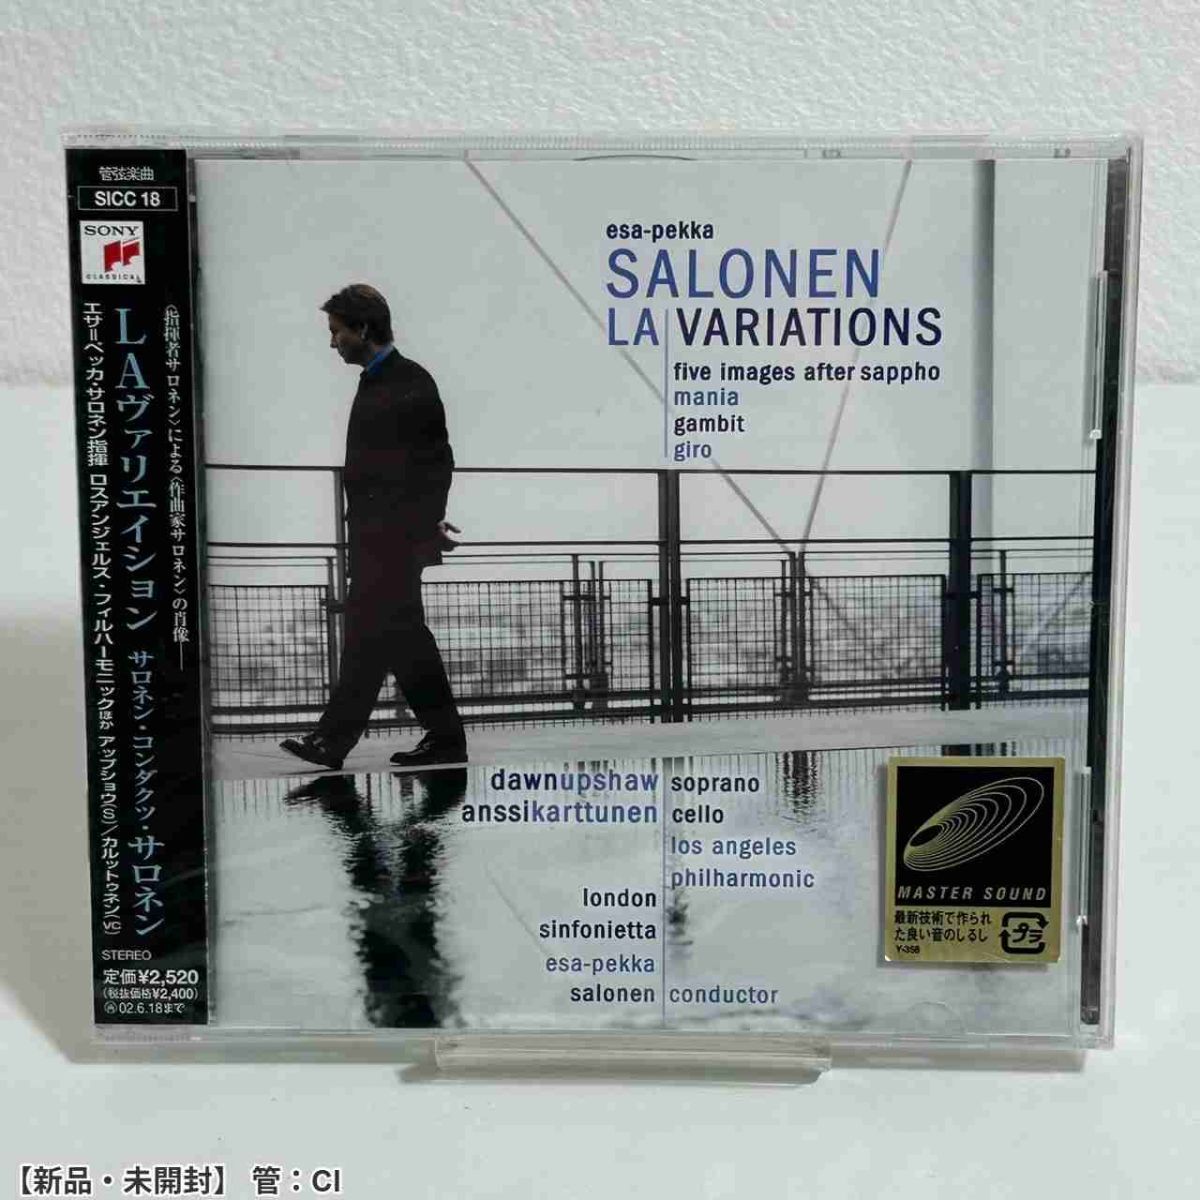 管弦楽曲
SICC 18
SONY
CLASSICAL
〈指揮者サロネン〉による〈作曲家サロネン〉の肖像——
LAヴァリエイション サロネン・コンダクツ・サロネン
エサ=ペッカ・サロネン指揮 ロスアンジェルス・フィルハーモニックほか アップショウ(S)/カルットゥネン(VC)
STEREO
定価¥2,520
(税抜価格¥2,400)
02.6.18まで
esa-pekka
SALONEN
LA VARIATIONS
five images after sappho
mania
gambit
giro
dawnupshaw soprano
anssikarttunen cello
los angeles
philharmonic
london
sinfonietta
esa-pekka
salonen conductor
MASTER SOUND
最新技術で作られ
た良い音のしるし
プラ
Y-358
【新品・未開封】 管：CI